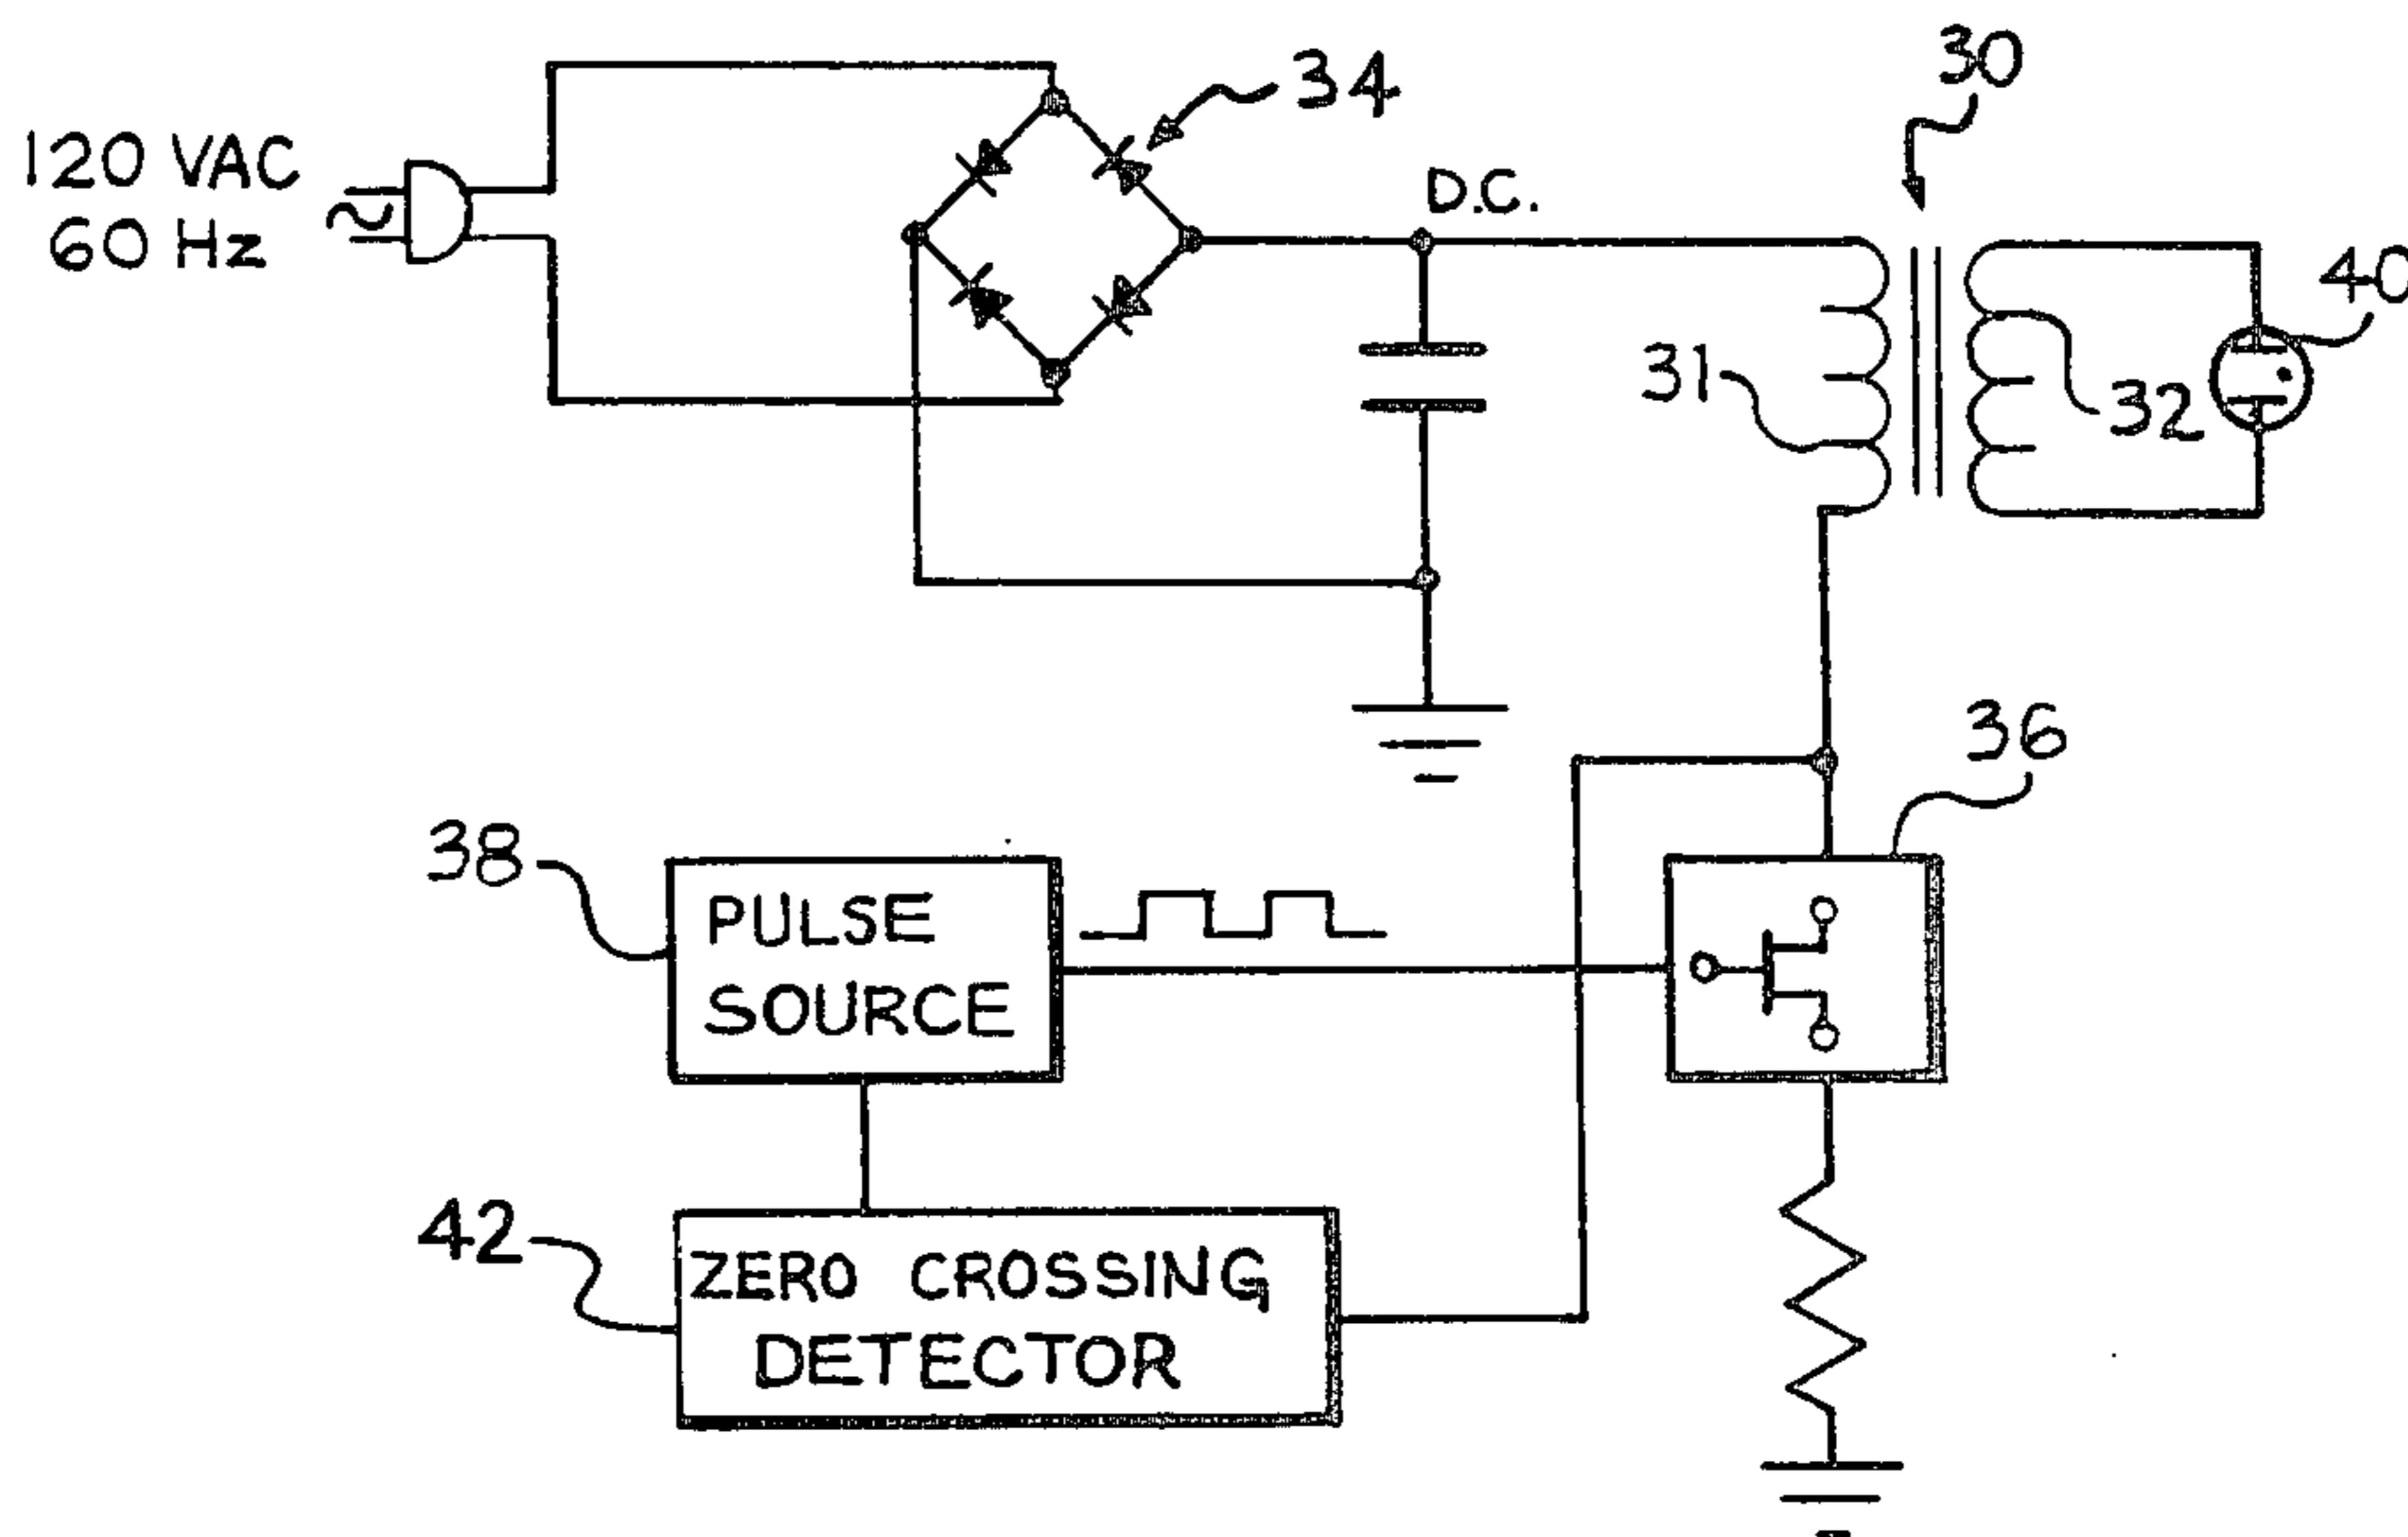 120 VAC
60 Hz
34
30
D.C.
40
31
32
36
38
PULSE
SOURCE
42
ZERO CROSSING
DETECTOR